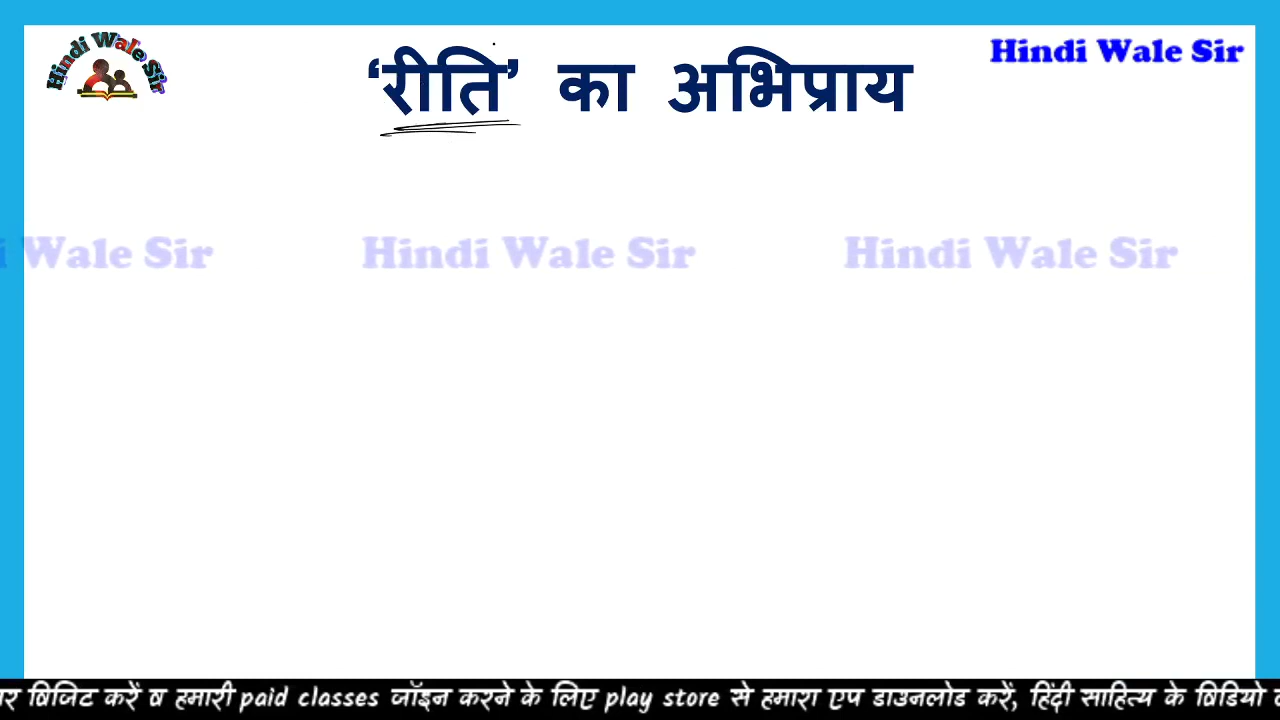 Hindi Wale Sir
‘रीति’ का अभिप्राय
Hindi Wale Sir
Wale Sir Hindi Wale Sir Hindi Wale Sir
विजिट करें व हमारी paid classes जॉइन करने के लिए play store से हमारा एप डाउनलोड करें, हिंदी साहित्य के विडियो